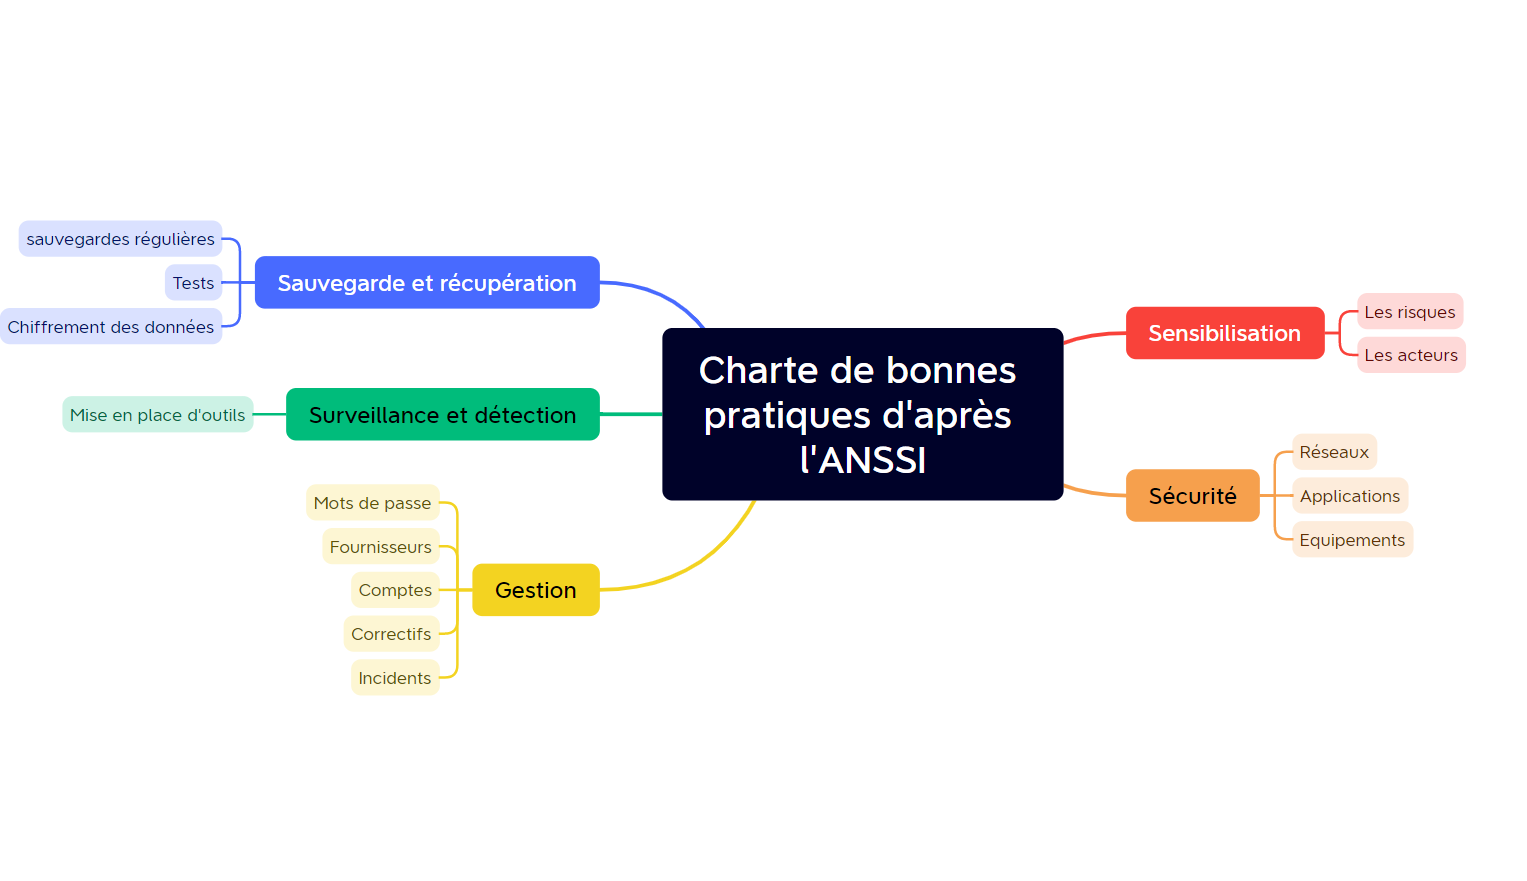 Charte de bonnes
pratiques d'après
l'ANSSI
Sensibilisation
Les risques
Les acteurs
Sécurité
Réseaux
Applications
Equipements
Sauvegarde et récupération
sauvegardes régulières
Tests
Chiffrement des données
Surveillance et détection
Mise en place d'outils
Gestion
Mots de passe
Fournisseurs
Comptes
Correctifs
Incidents